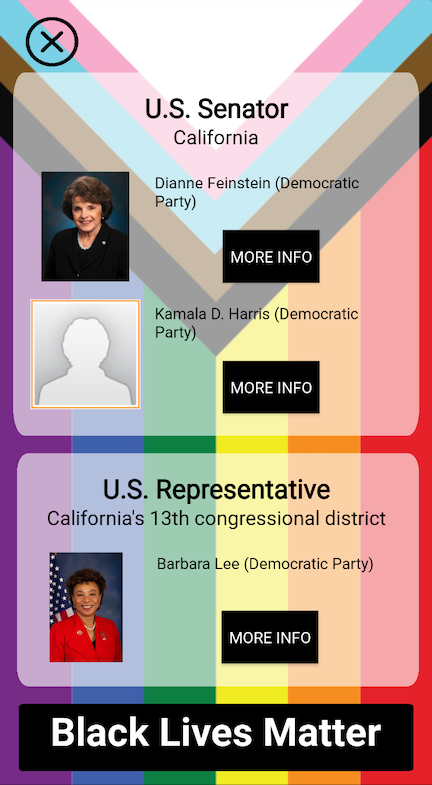 U.S. Senator
California
Dianne Feinstein (Democratic
Party)
MORE INFO
Kamala D. Harris (Democratic
Party)
MORE INFO
U.S. Representative
California's 13th congressional district
Barbara Lee (Democratic Party)
MORE INFO
Black Lives Matter